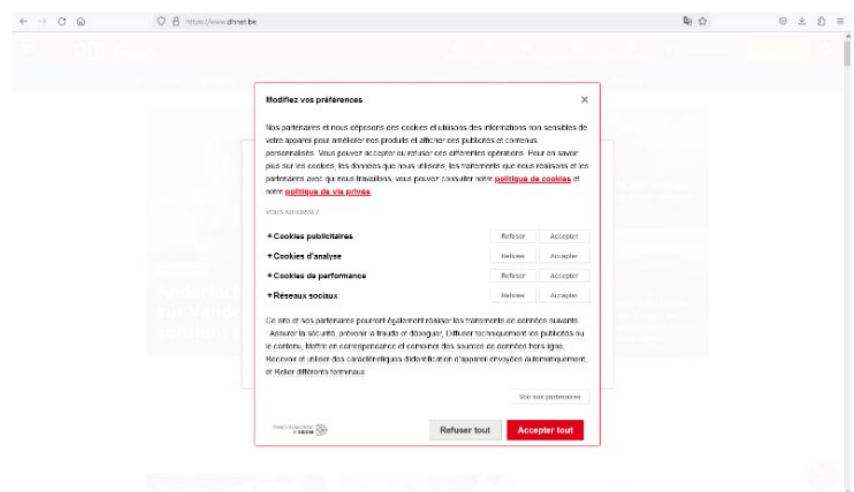 https://www.dhnet.be
Modifiez vos préférences
Nos partenaires et nous déposons des cookies et utilisons des informations non sensibles de
votre appareil pour améliorer nos produits et afficher des publicités et contenus
personnalisés. Vous pouvez accepter ou refuser ces différentes opérations. Pour en savoir
plus sur les cookies, les données que nous utilisons, les traitements que nous réalisons et les
partenaires avec qui nous travaillons, vous pouvez consulter notre politique de cookies et
notre politique de vie privée.
VOUS AUTORISEZ
+ Cookies publicitaires Refuser Accepter
+ Cookies d'analyse Refuser Accepter
+ Cookies de performance Refuser Accepter
+ Réseaux sociaux Refuser Accepter
Ce site et ses partenaires pourront également réaliser les traitements de données suivants
: Assurer la sécurité, prévenir la fraude et déboguer, Diffuser techniquement les publicités ou
le contenu, Mettre en correspondance et combiner des sources de données hors ligne,
Recevoir et utiliser des caractéristiques d'identification d'appareil envoyées automatiquement,
et Relier différents terminaux
Voir nos partenaires
Refuser tout Accepter tout